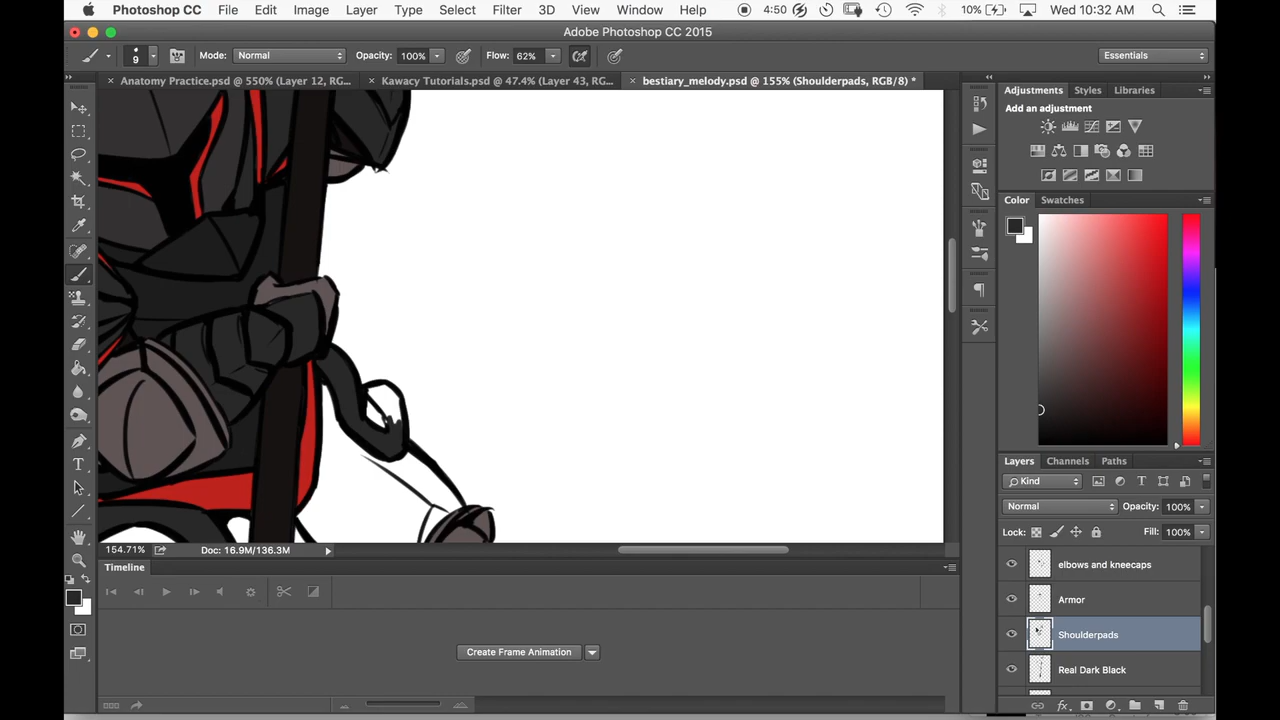 Photoshop CC File Edit Image Layer Type Select Filter 3D View Window Help 4:50 10% Wed 10:32 AM
Adobe Photoshop CC 2015
9 Mode: Normal Opacity: 100% Flow: 62% Essentials
Anatomy Practice.psd @ 550% (Layer 12, RG... Kawacy Tutorials.psd @ 47.4% (Layer 43, RG... bestiary_melody.psd @ 155% (Shoulderpads, RGB/8) *
Adjustments Styles Libraries
Add an adjustment
Color Swatches
Layers Channels Paths
Kind
Normal Opacity: 100%
Lock: Fill: 100%
elbows and kneecaps
Armor
Shoulderpads
Real Dark Black
154.71% Doc: 16.9M/136.3M
Timeline
Create Frame Animation